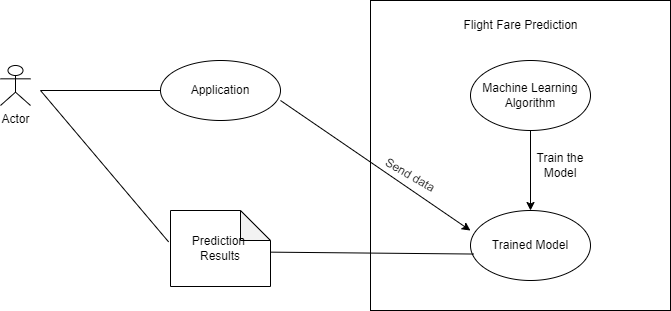 Flight Fare Prediction
Actor
Application
Machine Learning
Algorithm
Send data
Train the
Model
Prediction
Results
Trained Model